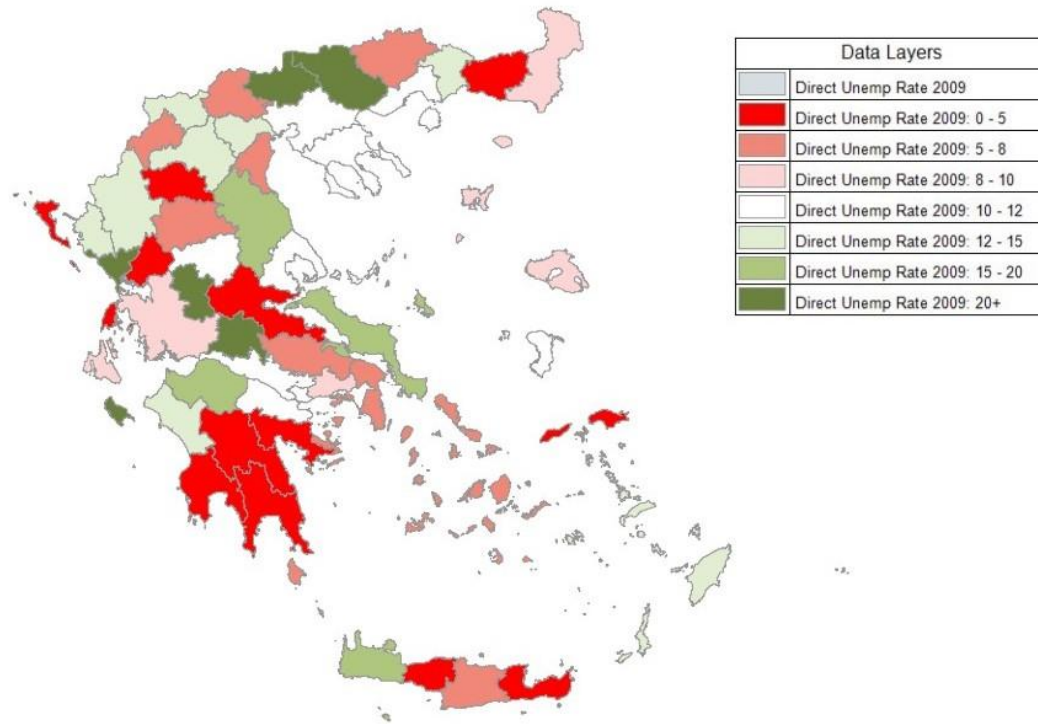 Data Layers
Direct Unemp Rate 2009
Direct Unemp Rate 2009: 0 - 5
Direct Unemp Rate 2009: 5 - 8
Direct Unemp Rate 2009: 8 - 10
Direct Unemp Rate 2009: 10 - 12
Direct Unemp Rate 2009: 12 - 15
Direct Unemp Rate 2009: 15 - 20
Direct Unemp Rate 2009: 20+